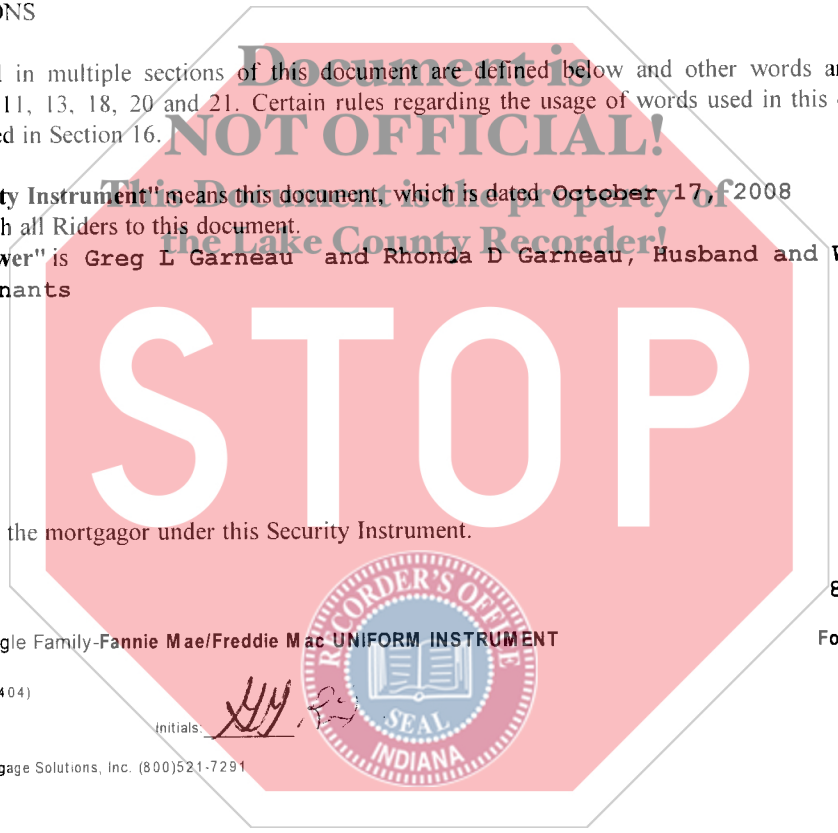 ONS
Document is
in multiple sections of this document are defined below and other words
11, 13, 18, 20 and 21. Certain rules regarding the usage of words used in this
in Section 16.
NOT OFFICIAL!
ty Instrument" means this document, which is dated October 17, 2008
This Document is the property of
h all Riders to this document.
the Lake County Recorder!
wer" is Greg L Garneau and Rhonda D Garneau, Husband and
nants
STOP
the mortgagor under this Security Instrument.
8
gle Family-Fannie Mae/Freddie Mac UNIFORM INSTRUMENT Fo
404)
Initials:
RECORDER'S OFFICE
SEAL
INDIANA
gage Solutions, Inc. (800)521-7291